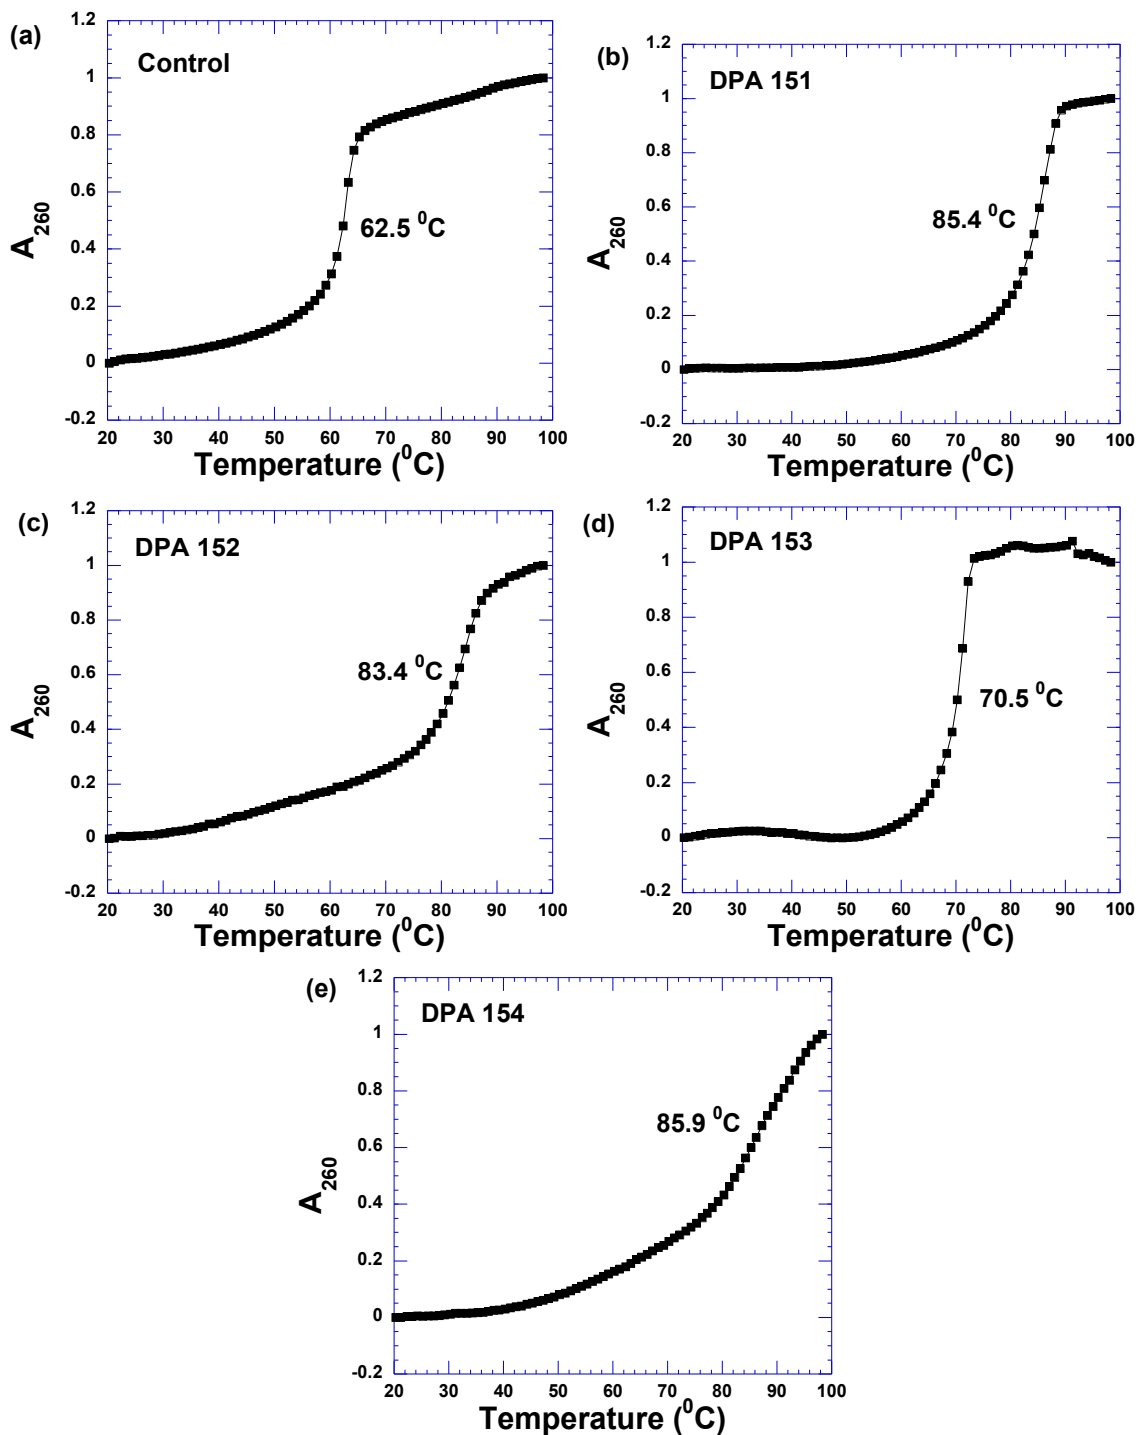 (a)
Control
1.2
1
0.8
0.6
0.4
0.2
0
-0.2
A260
62.5 ⁰C
20 30 40 50 60 70 80 90 100
Temperature (⁰C)
(b)
DPA 151
1.2
1
0.8
0.6
0.4
0.2
0
-0.2
A260
85.4 ⁰C
20 30 40 50 60 70 80 90 100
Temperature (⁰C)
(c)
DPA 152
1.2
1
0.8
0.6
0.4
0.2
0
-0.2
A260
83.4 ⁰C
20 30 40 50 60 70 80 90 100
Temperature (⁰C)
(d)
DPA 153
1.2
1
0.8
0.6
0.4
0.2
0
-0.2
A260
70.5 ⁰C
20 30 40 50 60 70 80 90 100
Temperature (⁰C)
(e)
DPA 154
1.2
1
0.8
0.6
0.4
0.2
0
-0.2
A260
85.9 ⁰C
20 30 40 50 60 70 80 90 100
Temperature (⁰C)